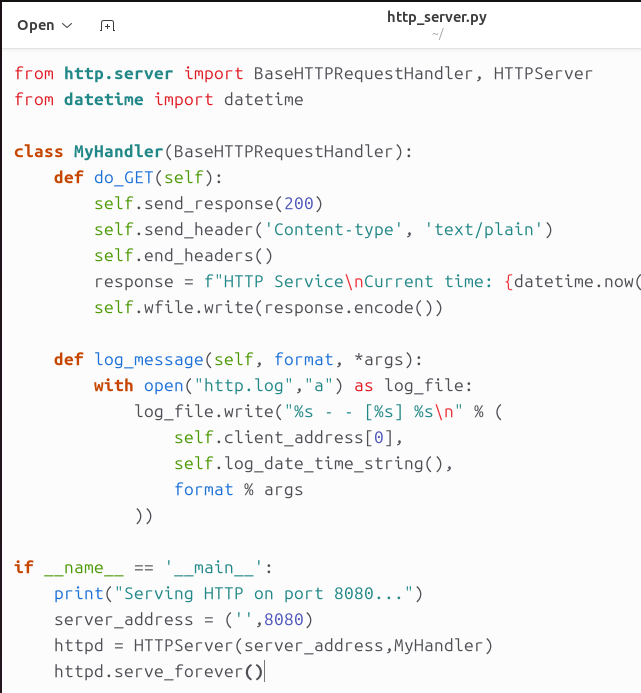 Open
http_server.py
~/
from http.server import BaseHTTPRequestHandler, HTTPServer
from datetime import datetime
class MyHandler(BaseHTTPRequestHandler):
    def do_GET(self):
        self.send_response(200)
        self.send_header('Content-type', 'text/plain')
        self.end_headers()
        response = f"HTTP Service\nCurrent time: {datetime.now(
        self.wfile.write(response.encode())
    def log_message(self, format, *args):
        with open("http.log","a") as log_file:
            log_file.write("%s - - [%s] %s\n" % (
                self.client_address[0],
                self.log_date_time_string(),
                format % args
            ))
if __name__ == '__main__':
    print("Serving HTTP on port 8080...")
    server_address = ('',8080)
    httpd = HTTPServer(server_address,MyHandler)
    httpd.serve_forever()